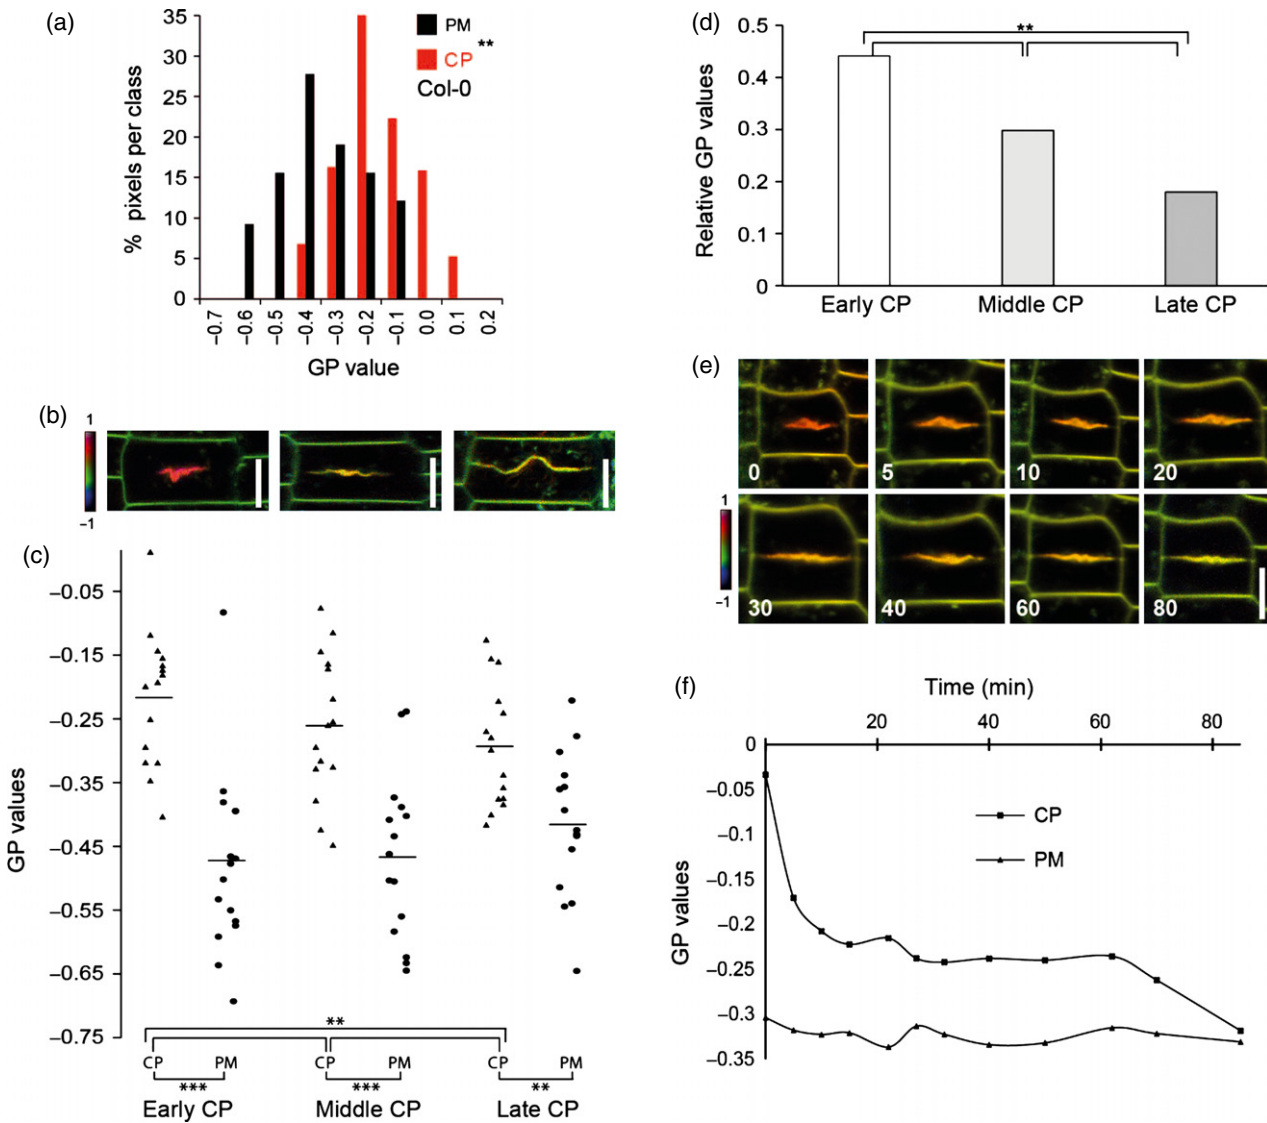 (a)
35
30
25
20
15
10
5
0
% pixels per class
PM
CP **
Col-0
–0.7 –0.6 –0.5 –0.4 –0.3 –0.2 –0.1 0.0 0.1 0.2
GP value
(b)
1
–1
(c)
–0.05
–0.15
–0.25
–0.35
–0.45
–0.55
–0.65
–0.75
GP values
**
CP PM CP PM CP PM
*** *** **
Early CP Middle CP Late CP
(d)
0.5
0.4
0.3
0.2
0.1
0
Relative GP values
**
Early CP Middle CP Late CP
(e)
0 5 10 20
1
–1
30 40 60 80
(f)
Time (min)
20 40 60 80
0
–0.05
–0.1
–0.15
–0.2
–0.25
–0.3
–0.35
GP values
CP
PM